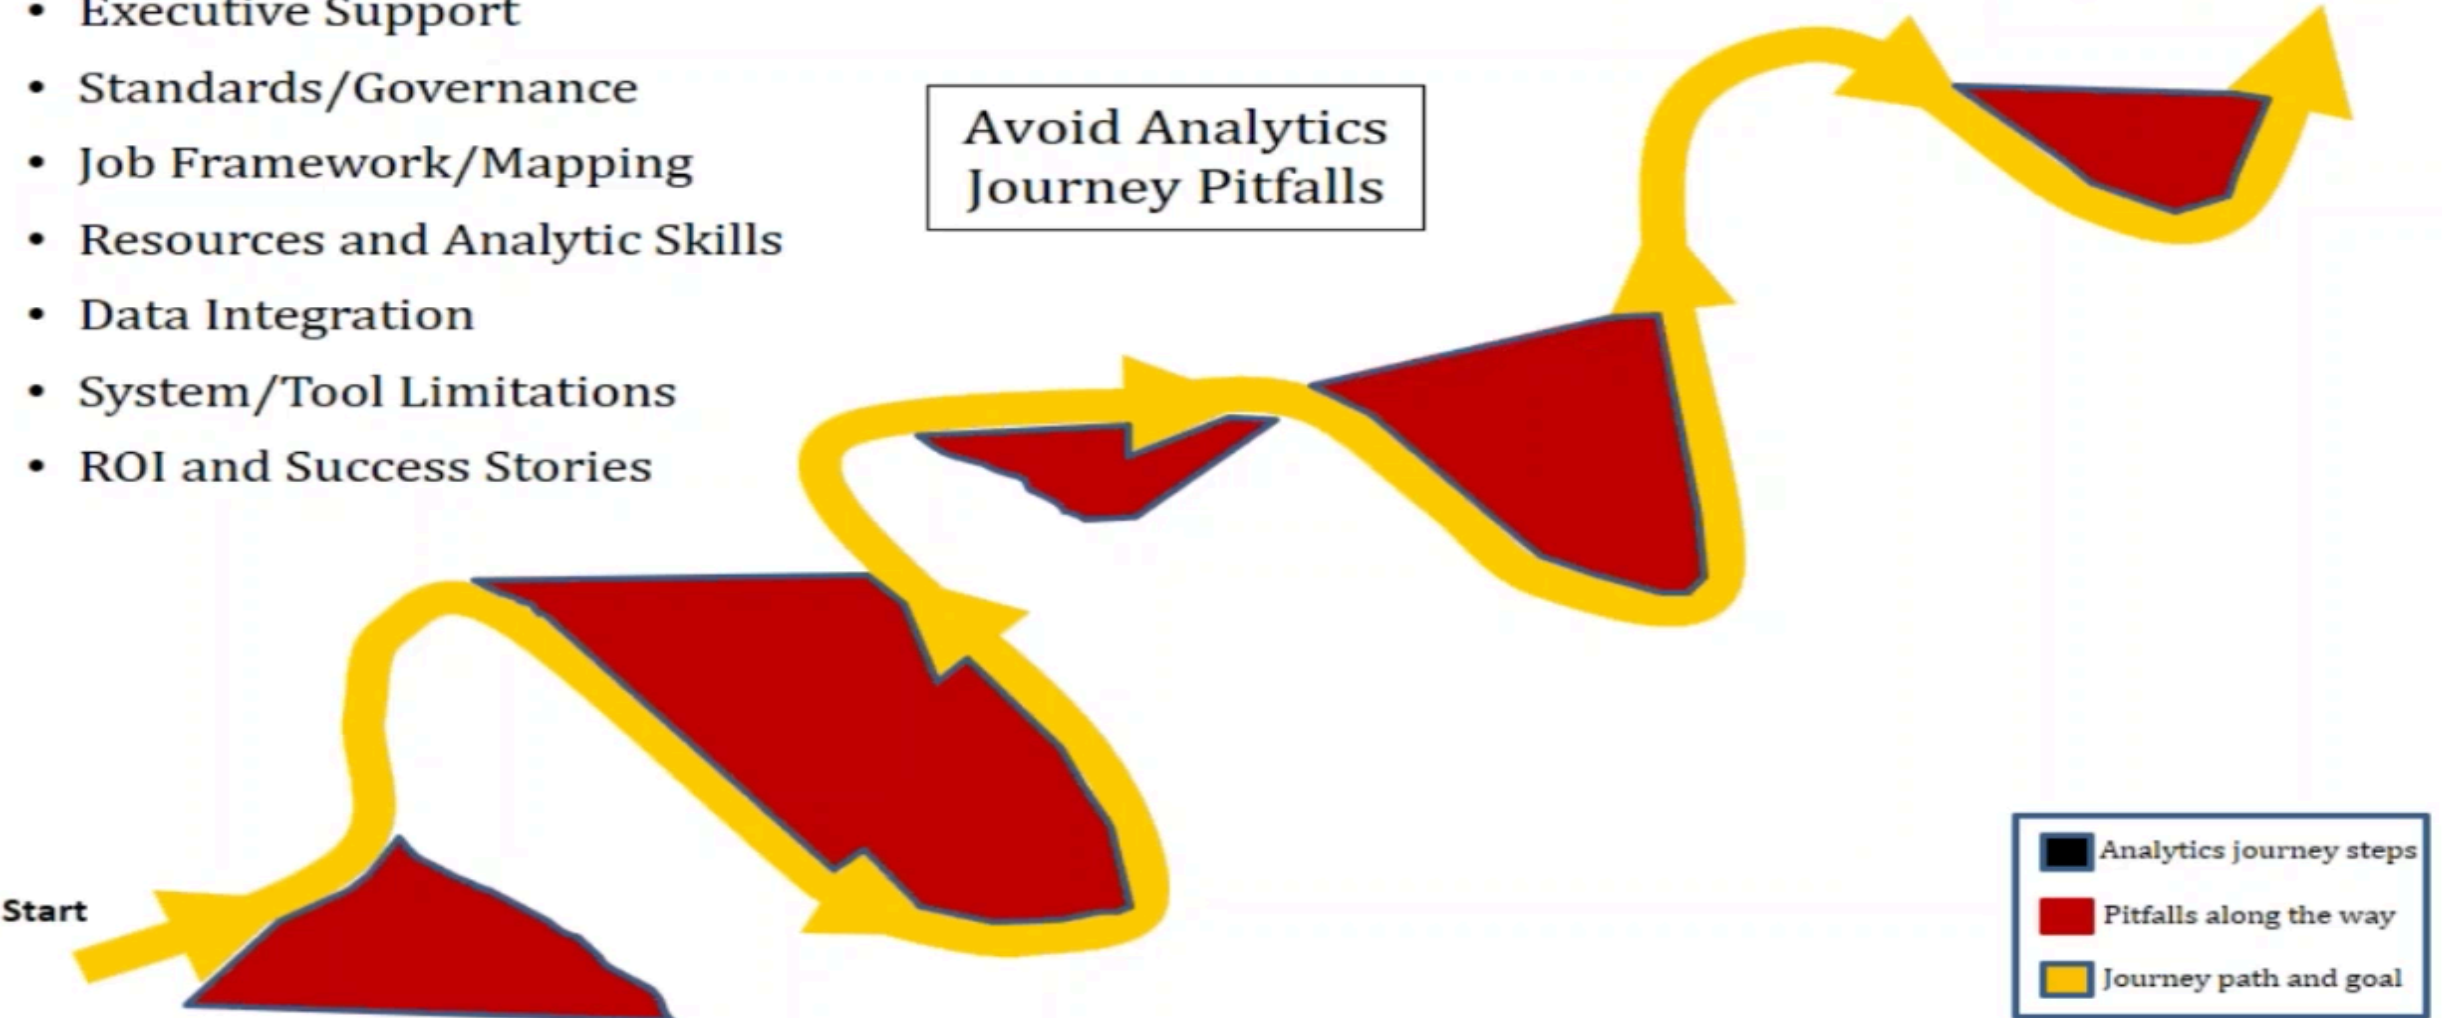 • Executive Support
• Standards/Governance
• Job Framework/Mapping
• Resources and Analytic Skills
• Data Integration
• System/Tool Limitations
• ROI and Success Stories
Avoid Analytics
Journey Pitfalls
Start
Analytics journey steps
Pitfalls along the way
Journey path and goal